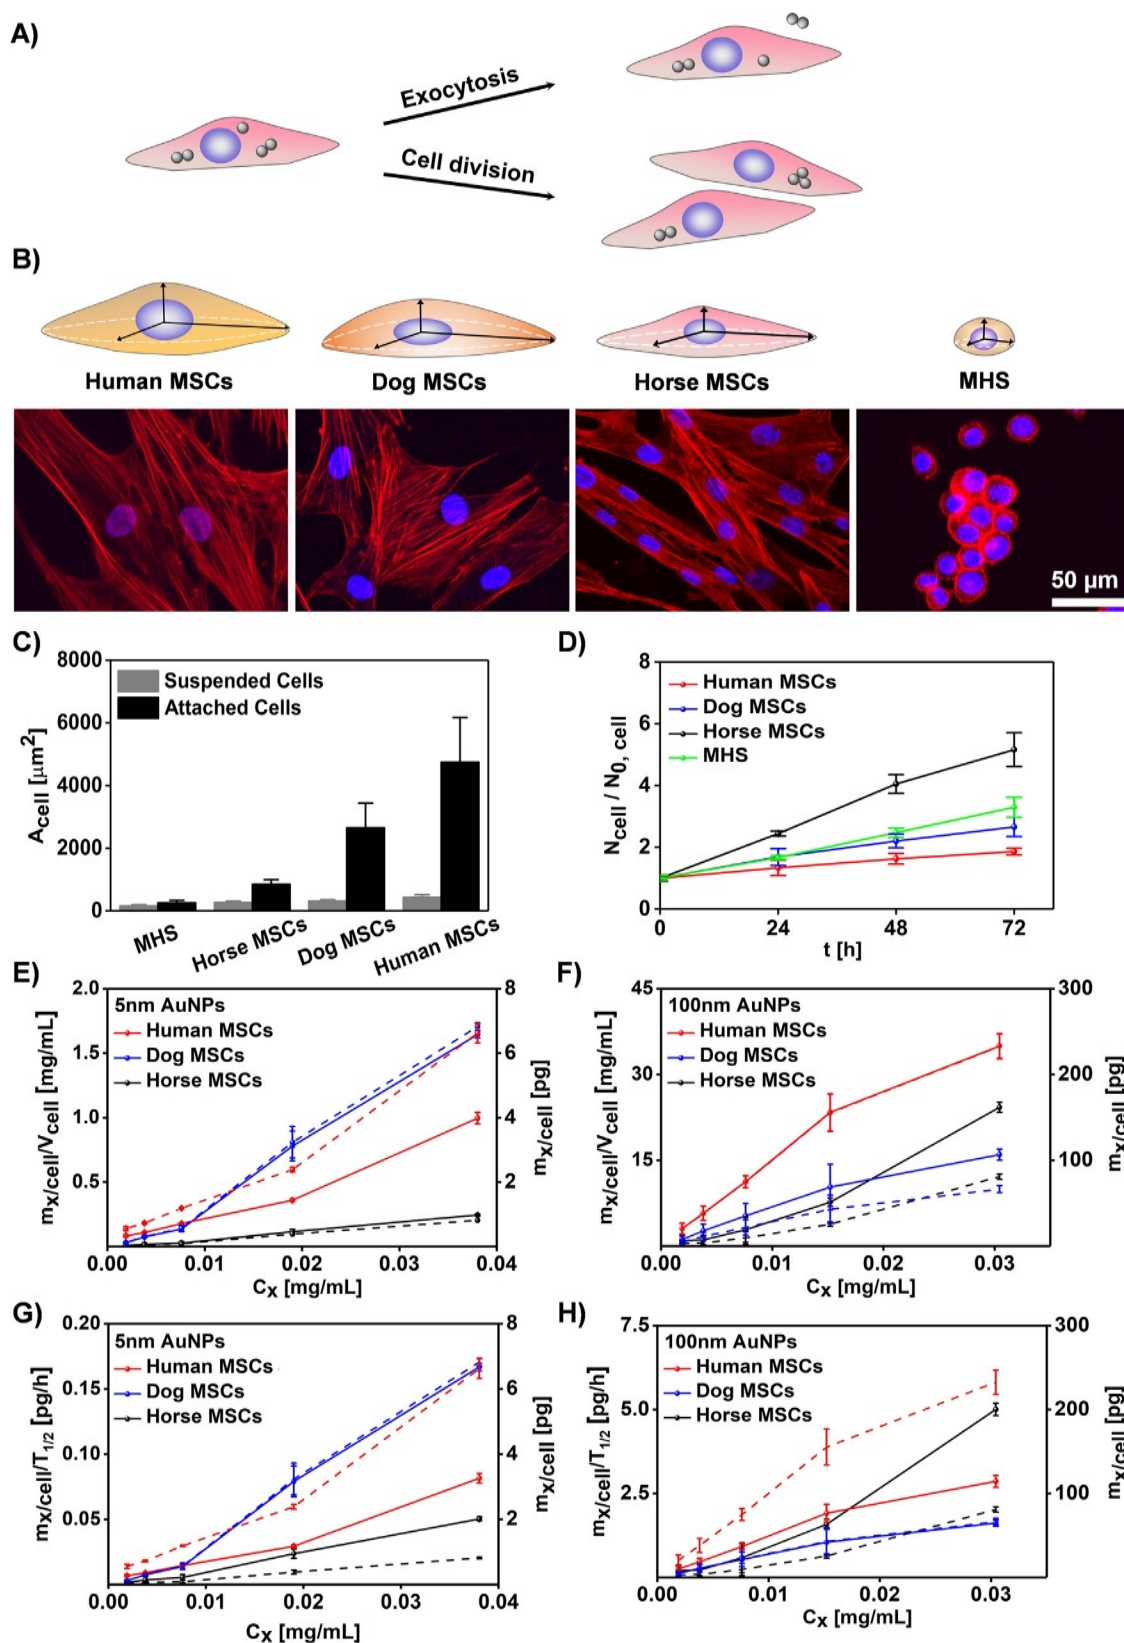 A)
Exocytosis
Cell division
B)
Human MSCs
Dog MSCs
Horse MSCs
MHS
50 µm
C)
8000
6000
4000
2000
0
Acell [µm2]
Suspended Cells
Attached Cells
MHS
Horse MSCs
Dog MSCs
Human MSCs
D)
8
6
4
2
0
Ncell / N0, cell
Human MSCs
Dog MSCs
Horse MSCs
MHS
0
24
48
72
t [h]
E)
2.0
1.5
1.0
0.5
mx/cell/Vcell [mg/mL]
5nm AuNPs
Human MSCs
Dog MSCs
Horse MSCs
8
6
4
2
mx/cell [pg]
0.00
0.01
0.02
0.03
0.04
Cx [mg/mL]
F)
45
30
15
mx/cell/Vcell [mg/mL]
100nm AuNPs
Human MSCs
Dog MSCs
Horse MSCs
300
200
100
mx/cell [pg]
0.00
0.01
0.02
0.03
Cx [mg/mL]
G)
0.20
0.15
0.10
0.05
mx/cell/T1/2 [pg/h]
5nm AuNPs
Human MSCs
Dog MSCs
Horse MSCs
8
6
4
2
mx/cell [pg]
0.00
0.01
0.02
0.03
0.04
Cx [mg/mL]
H)
7.5
5.0
2.5
mx/cell/T1/2 [pg/h]
100nm AuNPs
Human MSCs
Dog MSCs
Horse MSCs
300
200
100
mx/cell [pg]
0.00
0.01
0.02
0.03
Cx [mg/mL]